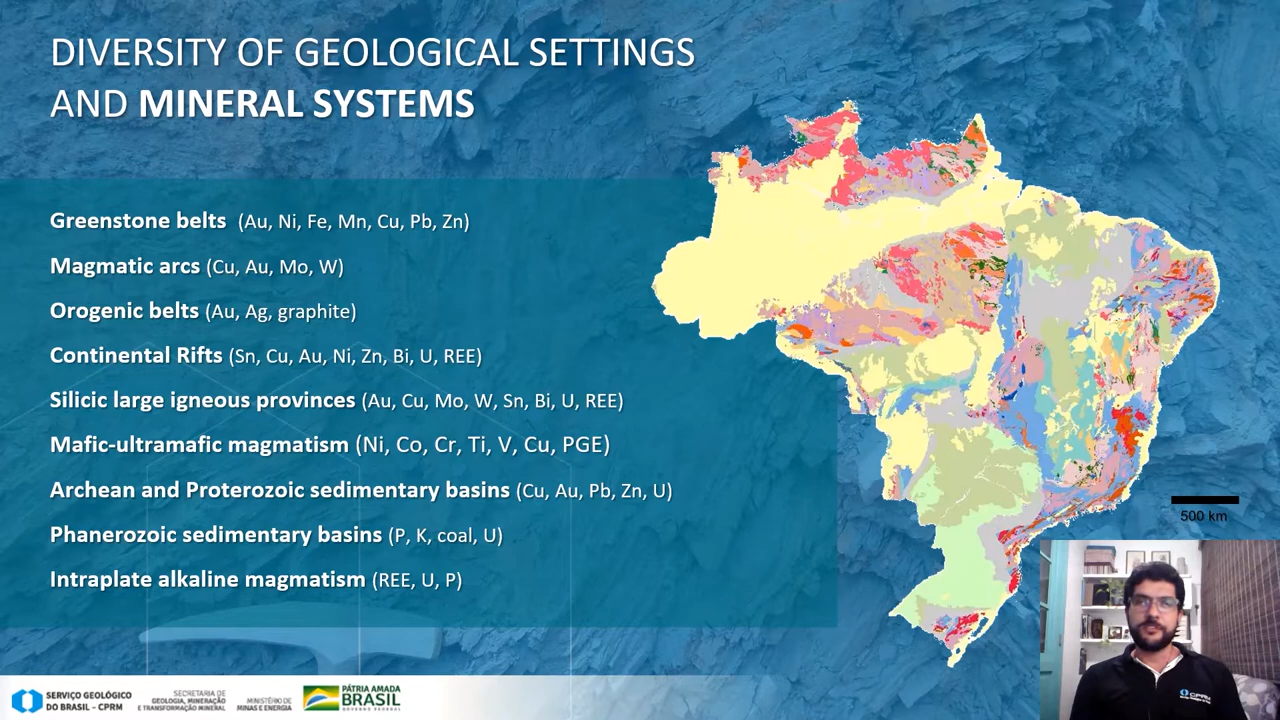 DIVERSITY OF GEOLOGICAL SETTINGS
AND MINERAL SYSTEMS
Greenstone belts (Au, Ni, Fe, Mn, Cu, Pb, Zn)
Magmatic arcs (Cu, Au, Mo, W)
Orogenic belts (Au, Ag, graphite)
Continental Rifts (Sn, Cu, Au, Ni, Zn, Bi, U, REE)
Silicic large igneous provinces (Au, Cu, Mo, W, Sn, Bi, U, REE)
Mafic-ultramafic magmatism (Ni, Co, Cr, Ti, V, Cu, PGE)
Archean and Proterozoic sedimentary basins (Cu, Au, Pb, Zn, U)
Phanerozoic sedimentary basins (P, K, coal, U)
Intraplate alkaline magmatism (REE, U, P)
500 km
SERVIÇO GEOLÓGICO
DO BRASIL – CPRM
SECRETARIA DE
GEOLOGIA, MINERAÇÃO
E TRANSFORMAÇÃO MINERAL
MINISTÉRIO DE
MINAS E ENERGIA
PÁTRIA AMADA
BRASIL
GOVERNO FEDERAL
CPRM